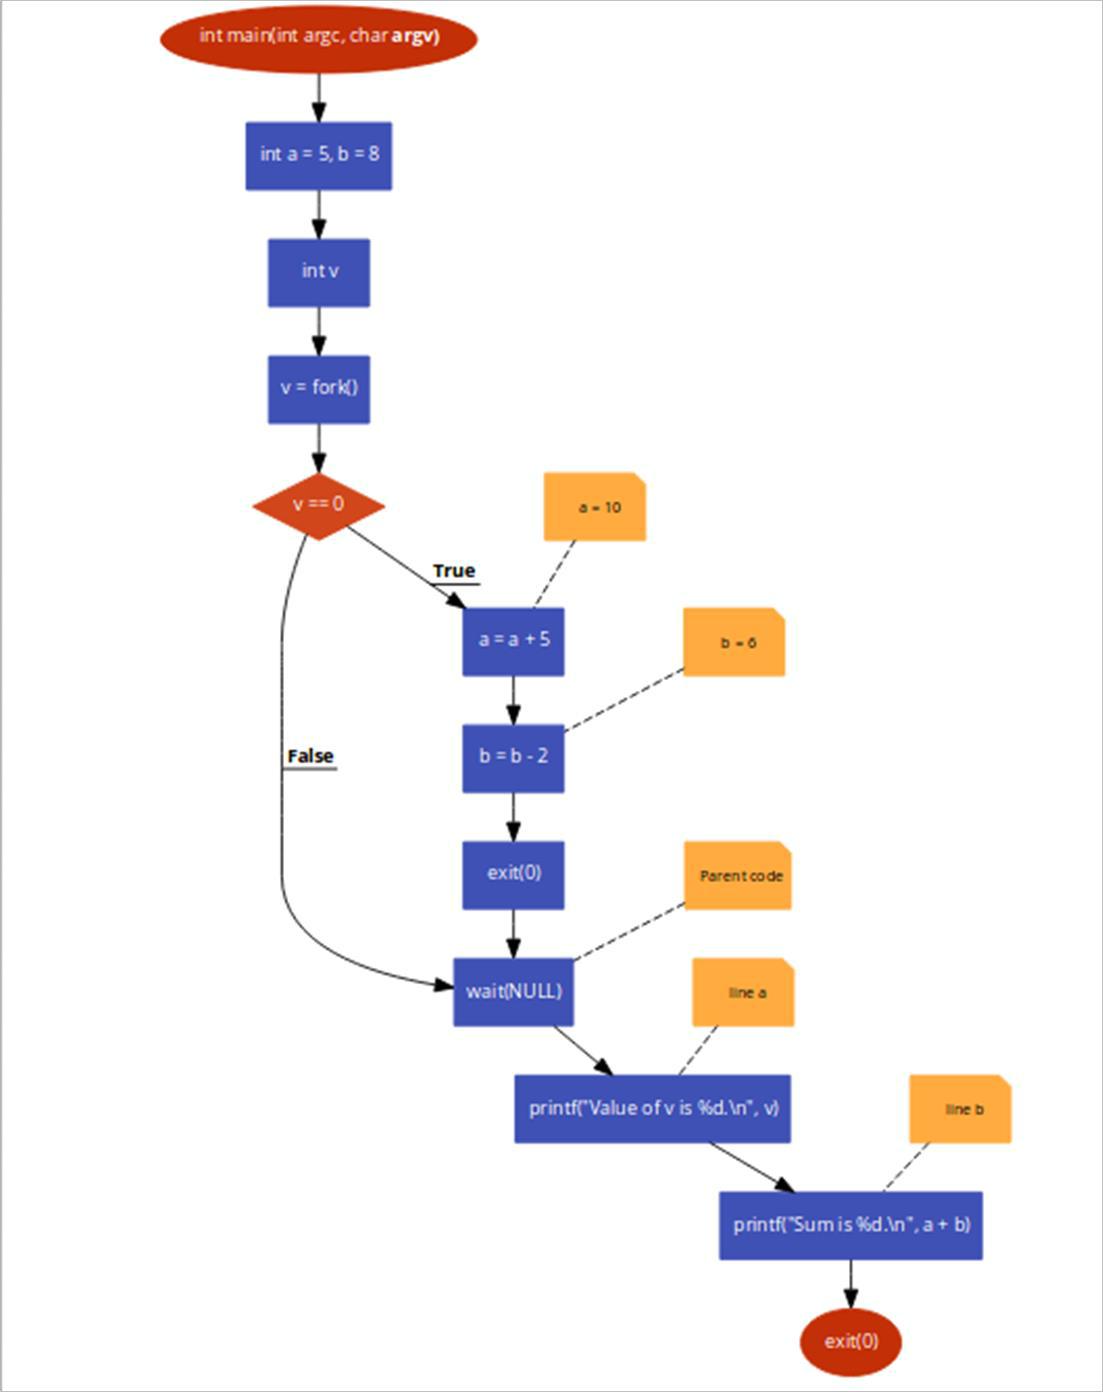 int main(int argc, char argv)
int a = 5, b = 8
int v
v = fork()
v == 0
a = 10
True
a = a + 5
b = 6
b = b - 2
False
exit(0)
Parent code
wait(NULL)
line a
printf("Value of v is %d.\n", v)
line b
printf("Sum is %d.\n", a + b)
exit(0)